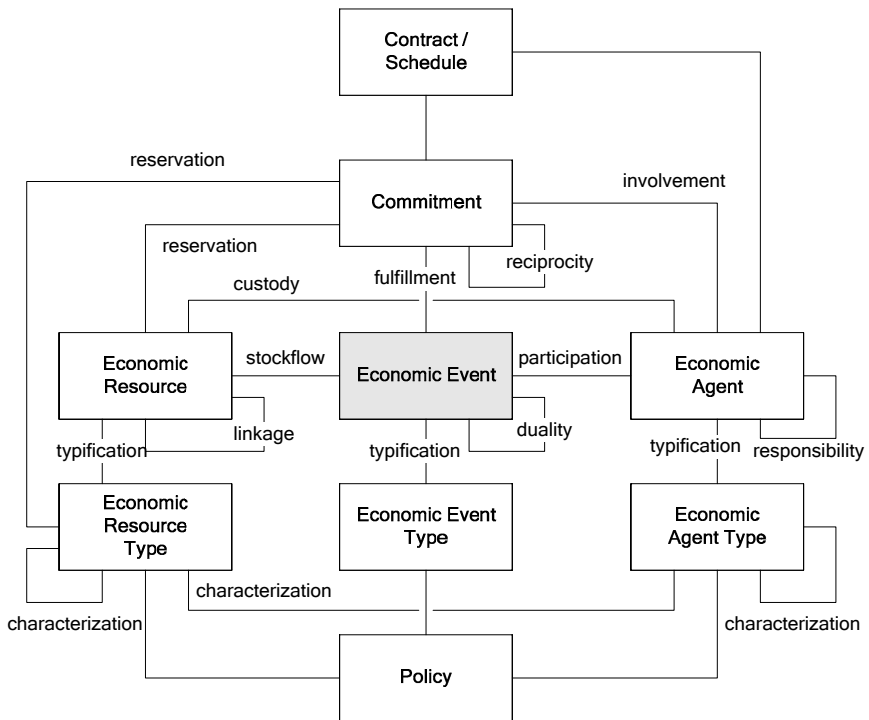 Contract /
Schedule
reservation
involvement
Commitment
reservation
reciprocity
fulfillment
custody
Economic
Resource
stockflow
Economic Event
participation
Economic
Agent
linkage
duality
typification
typification
typification
responsibility
Economic
Resource
Type
Economic Event
Type
Economic
Agent Type
characterization
characterization
characterization
Policy